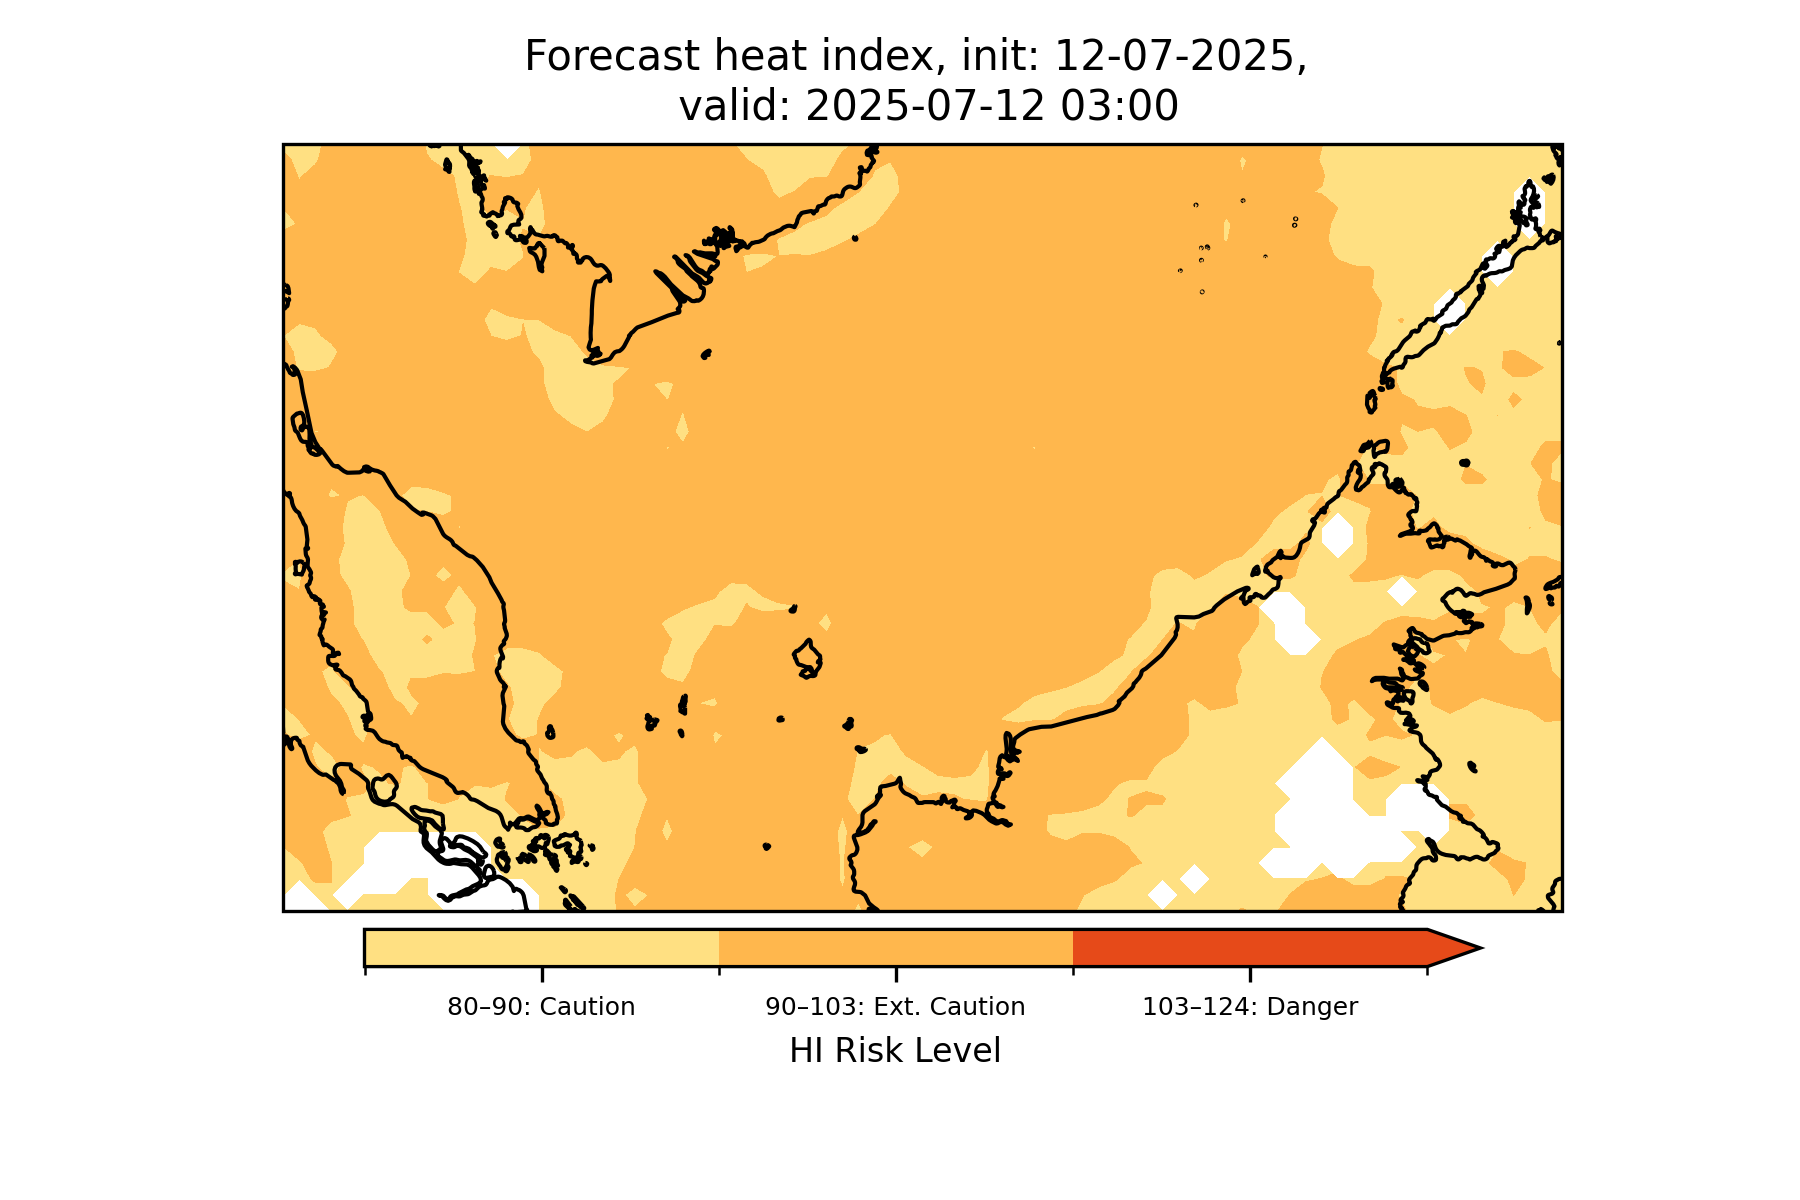 Forecast heat index, init: 12-07-2025,
valid: 2025-07-12 03:00
80–90: Caution
90–103: Ext. Caution
103–124: Danger
HI Risk Level